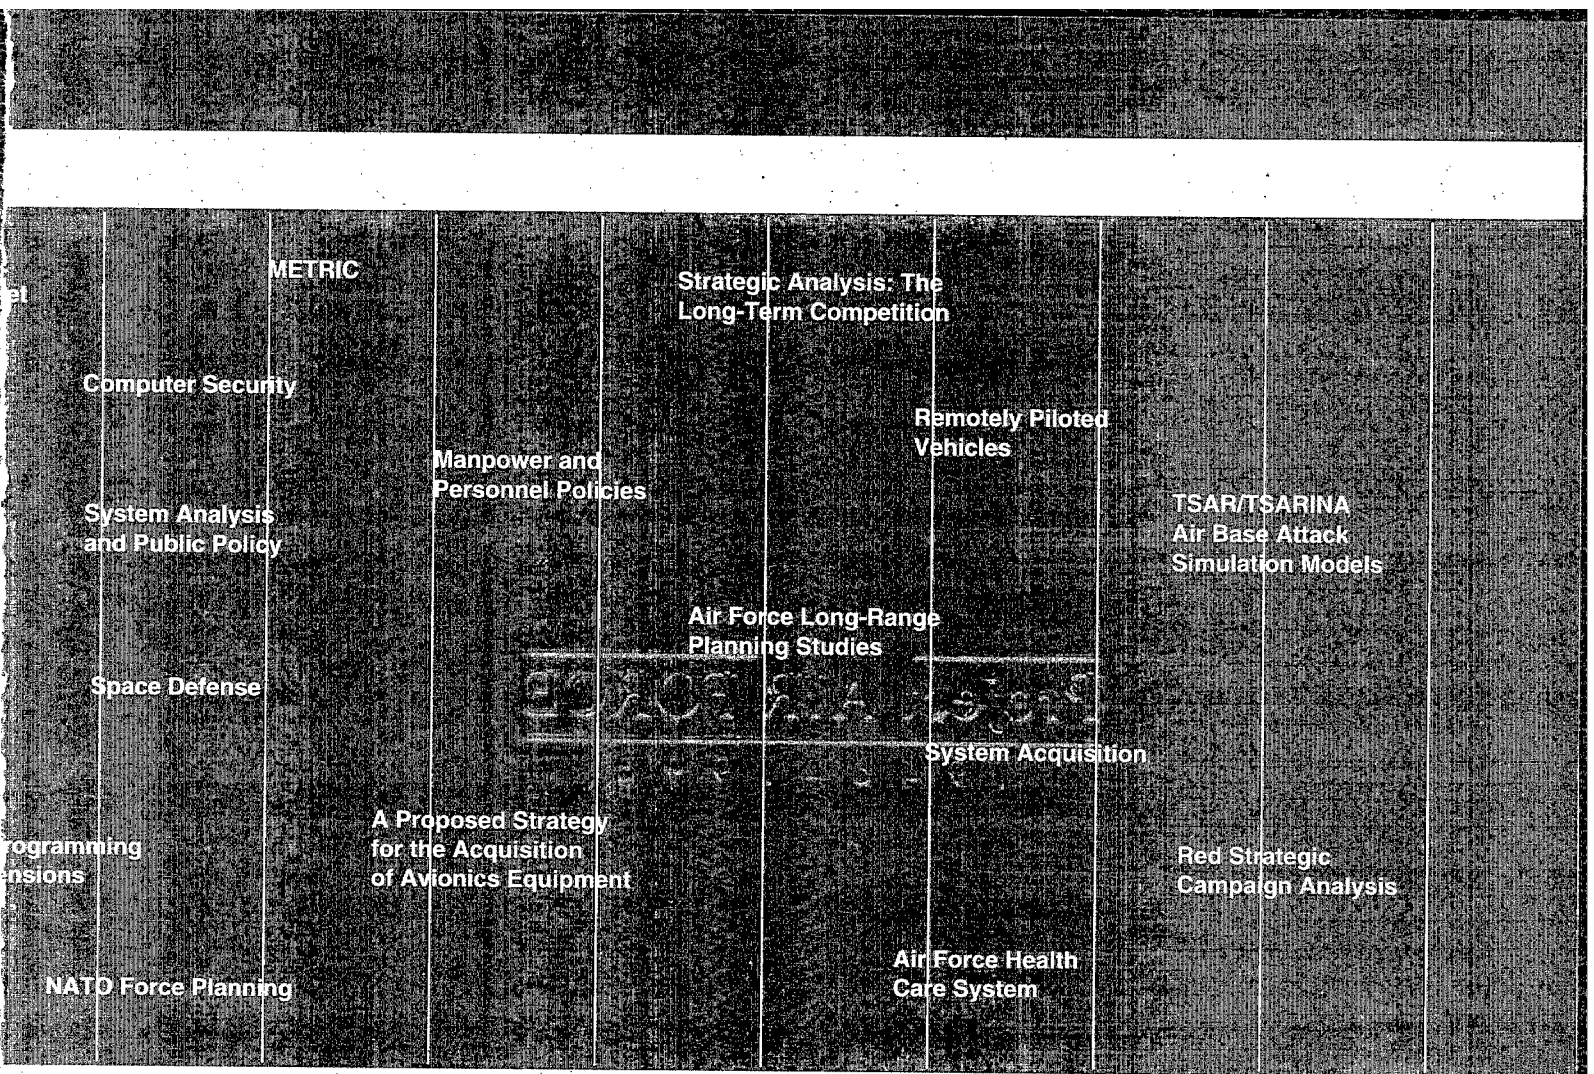 METRIC
Strategic Analysis: The
Long-Term Competition
Computer Security
Remotely Piloted
Vehicles
Manpower and
Personnel Policies
System Analysis
and Public Policy
TSAR/TSARINA
Air Base Attack
Simulation Models
Air Force Long-Range
Planning Studies
Space Defense
System Acquisition
A Proposed Strategy
for the Acquisition
of Avionics Equipment
rogramming
ensions
Red Strategic
Campaign Analysis
Air Force Health
Care System
NATO Force Planning